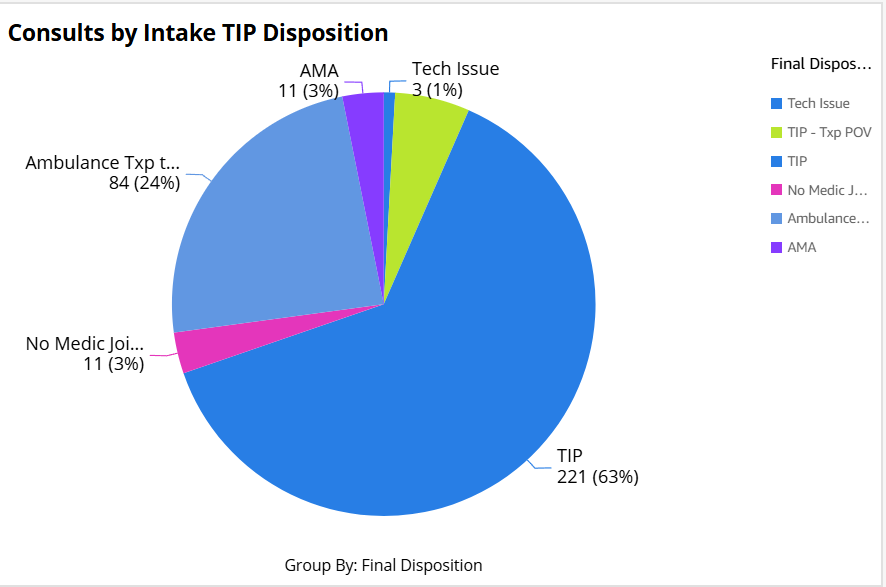 Consults by Intake TIP Disposition
AMA
11 (3%)
Tech Issue
3 (1%)
Ambulance Txp t...
84 (24%)
No Medic Joi...
11 (3%)
TIP
221 (63%)
Group By: Final Disposition
Final Dispos...
Tech Issue
TIP - Txp POV
TIP
No Medic J...
Ambulance...
AMA